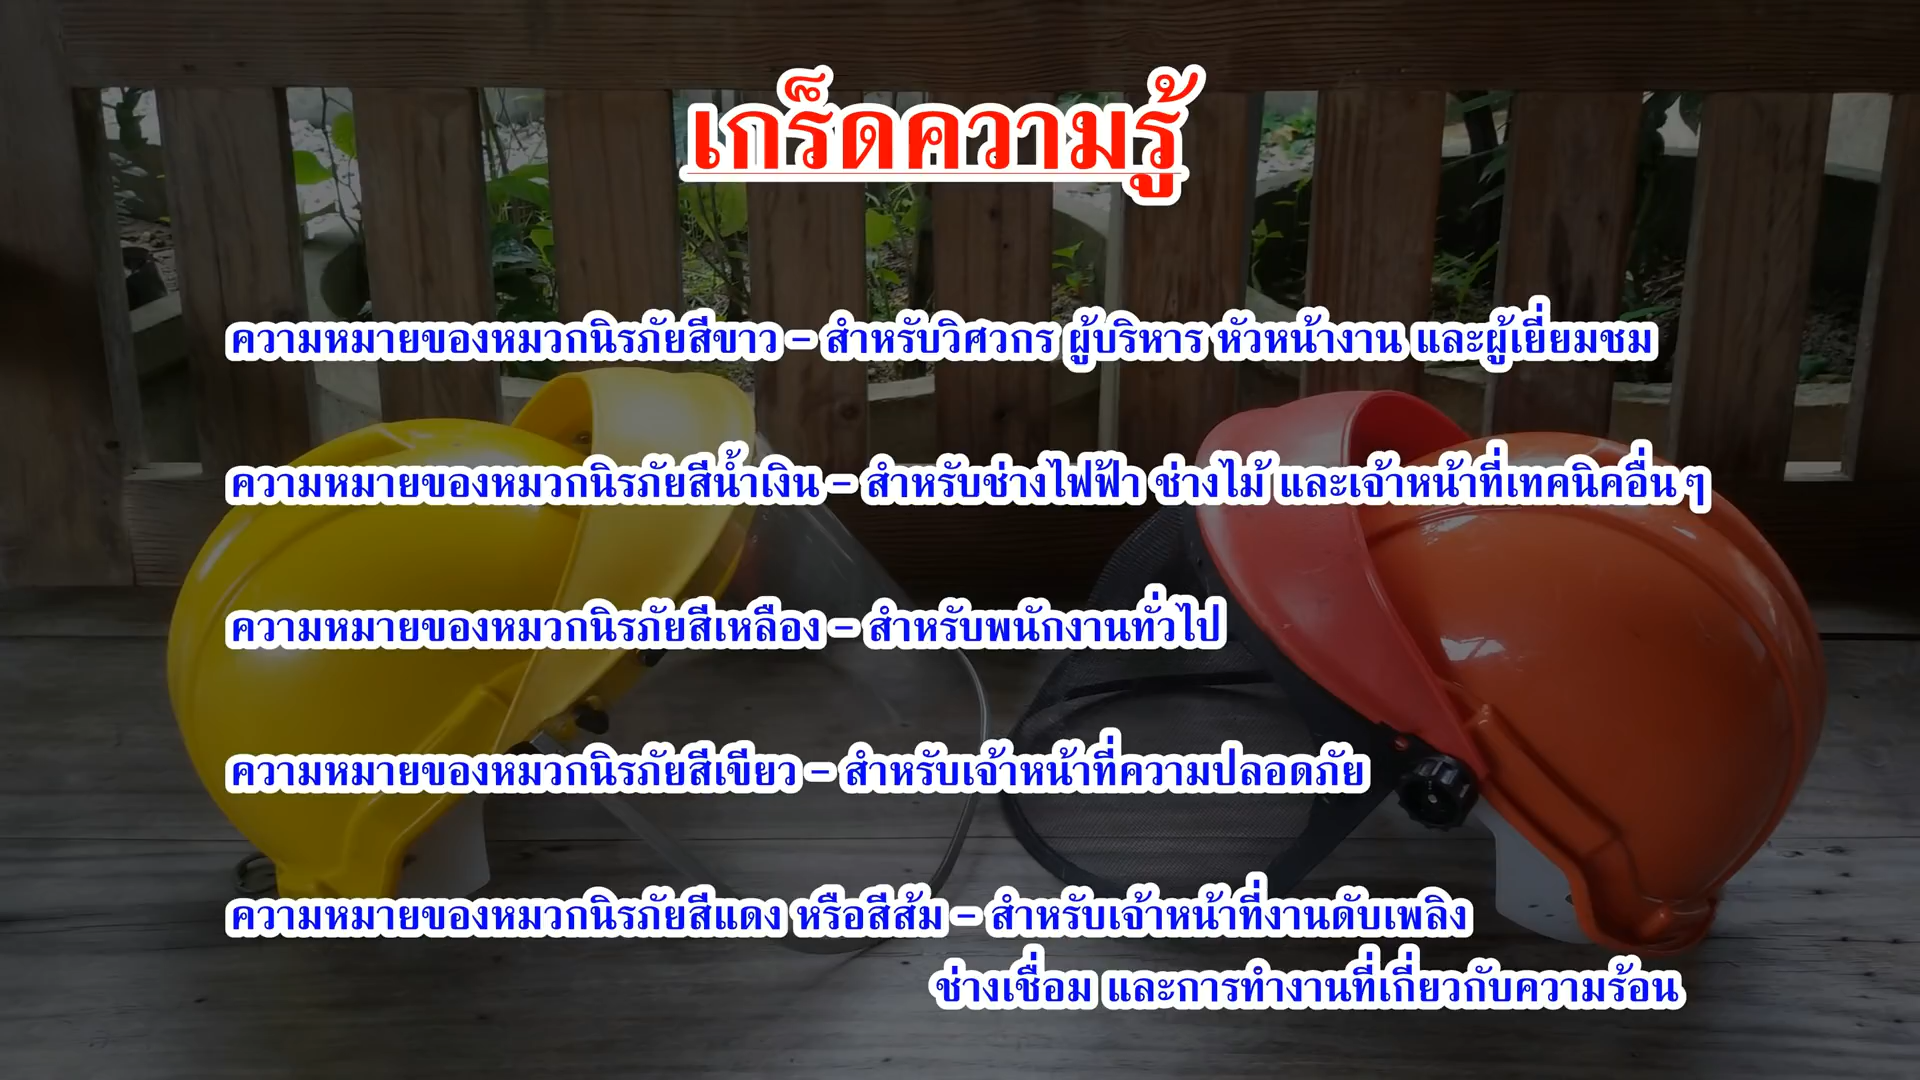 เกร็ดความรู้
ความหมายของหมวกนิรภัยสีขาว – สำหรับวิศวกร ผู้บริหาร หัวหน้างาน และผู้เยี่ยมชม
ความหมายของหมวกนิรภัยสีน้ำเงิน – สำหรับช่างไฟฟ้า ช่างไม้ และเจ้าหน้าที่เทคนิคอื่นๆ
ความหมายของหมวกนิรภัยสีเหลือง – สำหรับพนักงานทั่วไป
ความหมายของหมวกนิรภัยสีเขียว – สำหรับเจ้าหน้าที่ความปลอดภัย
ความหมายของหมวกนิรภัยสีแดง หรือสีส้ม – สำหรับเจ้าหน้าที่งานดับเพลิง
ช่างเชื่อม และการทำงานที่เกี่ยวกับความร้อน